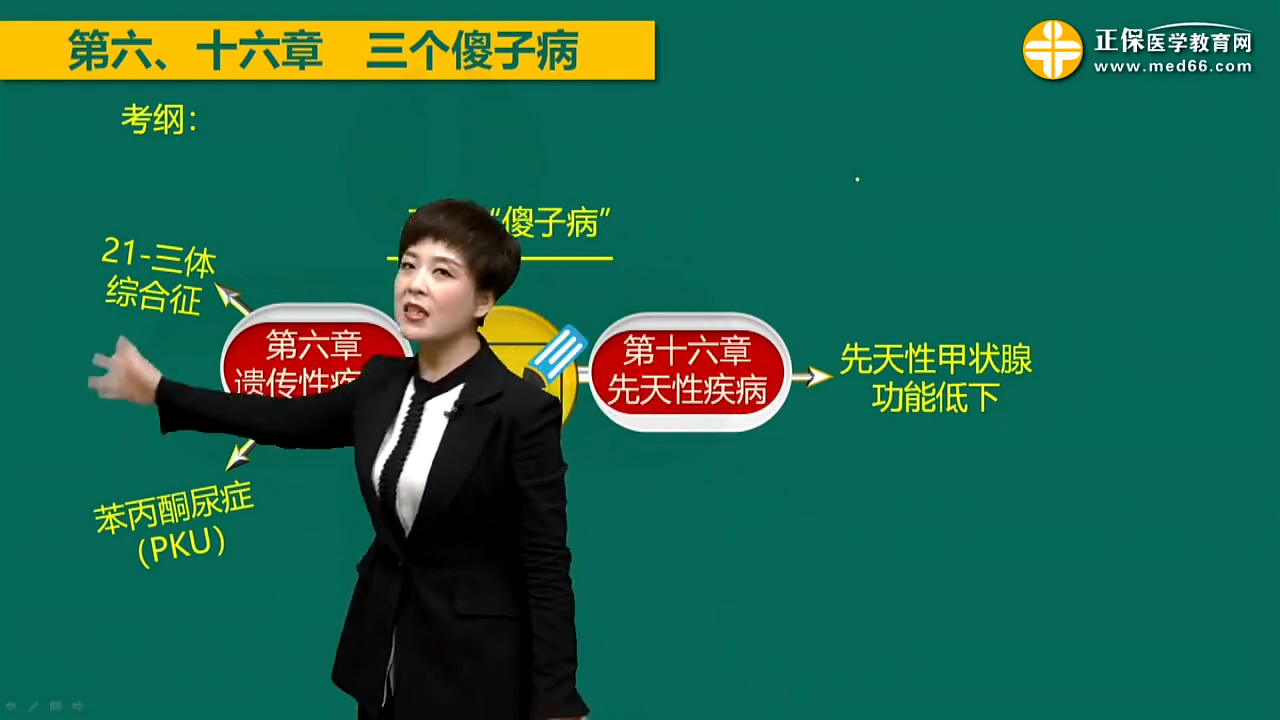 第六、十六章 三个傻子病
正保医学教育网
www.med66.com
考纲：
“傻子病”
21-三体
综合征
第六章
遗传性疾
第十六章
先天性疾病
先天性甲状腺
功能低下
苯丙酮尿症
（PKU）